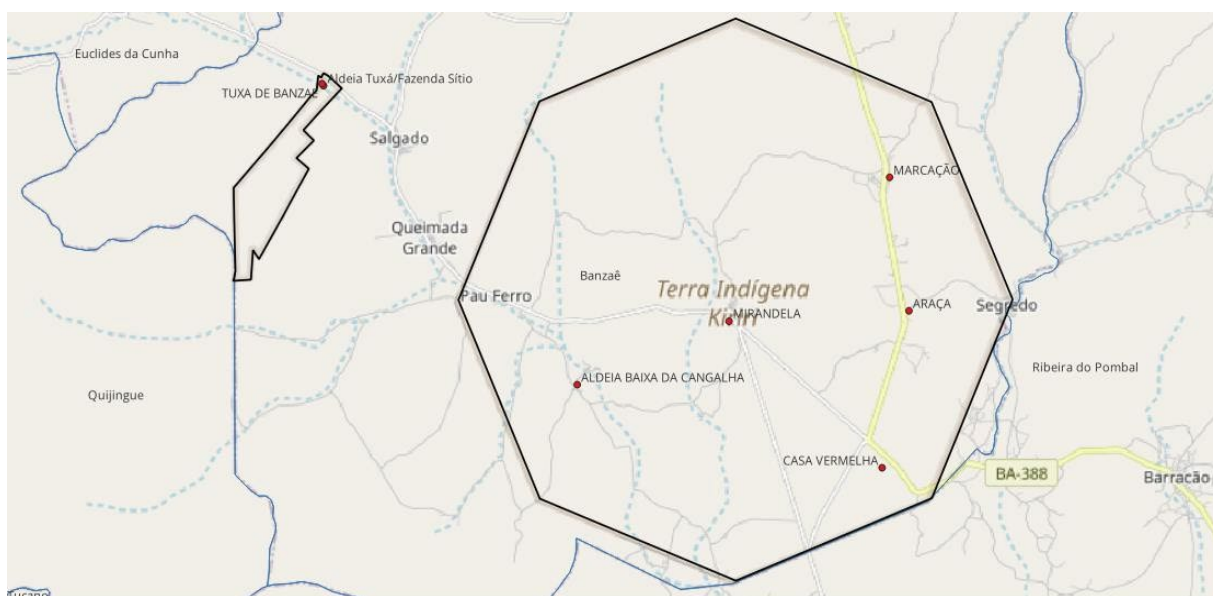 Euclides da Cunha
Aldeia Tuxá/Fazenda Sítio
TUXA DE BANZAE
Salgado
MARCAÇÃO
Queimada
Grande
Banzaê
Pau Ferro
Terra Indígena
Kiriri
MIRANDELA
ARAÇA
Segredo
ALDEIA BAIXA DA CANGALHA
Ribeira do Pombal
Quijingue
CASA VERMELHA
BA-388
Barracão